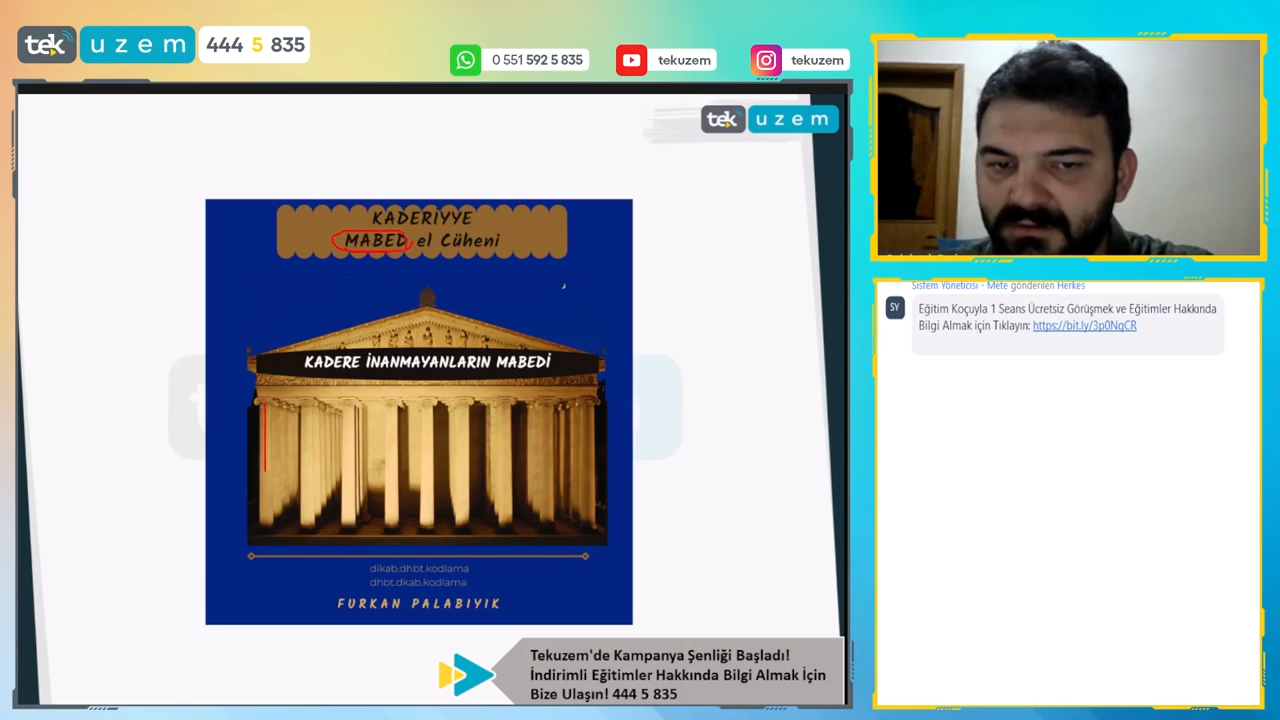 tek uzem 444 5 835
0 551 592 5 835
tekuzem
tekuzem
tek uzem
KADERİYYE
MABED el Cüheni
KADERE İNANMAYANLARIN MABEDİ
dikab.dhbt.kodlama
dhbt.dkab.kodlama
FURKAN PALABIYIK
Tekuzem'de Kampanya Şenliği Başladı!
İndirimli Eğitimler Hakkında Bilgi Almak İçin
Bize Ulaşın! 444 5 835
Sistem Yöneticisi - Mete gönderilen Herkes
SY
Eğitim Koçuyla 1 Seans Ücretsiz Görüşmek ve Eğitimler Hakkında
Bilgi Almak için Tıklayın: https://bit.ly/3p0NqCR